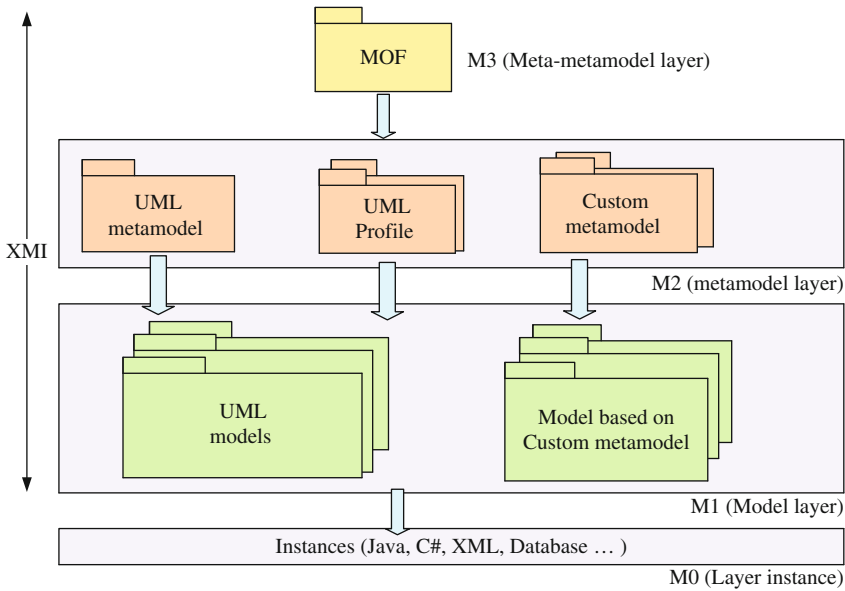 MOF
M3 (Meta-metamodel layer)
UML
metamodel
UML
Profile
Custom
metamodel
XMI
M2 (metamodel layer)
UML
models
Model based on
Custom metamodel
M1 (Model layer)
Instances (Java, C#, XML, Database … )
M0 (Layer instance)